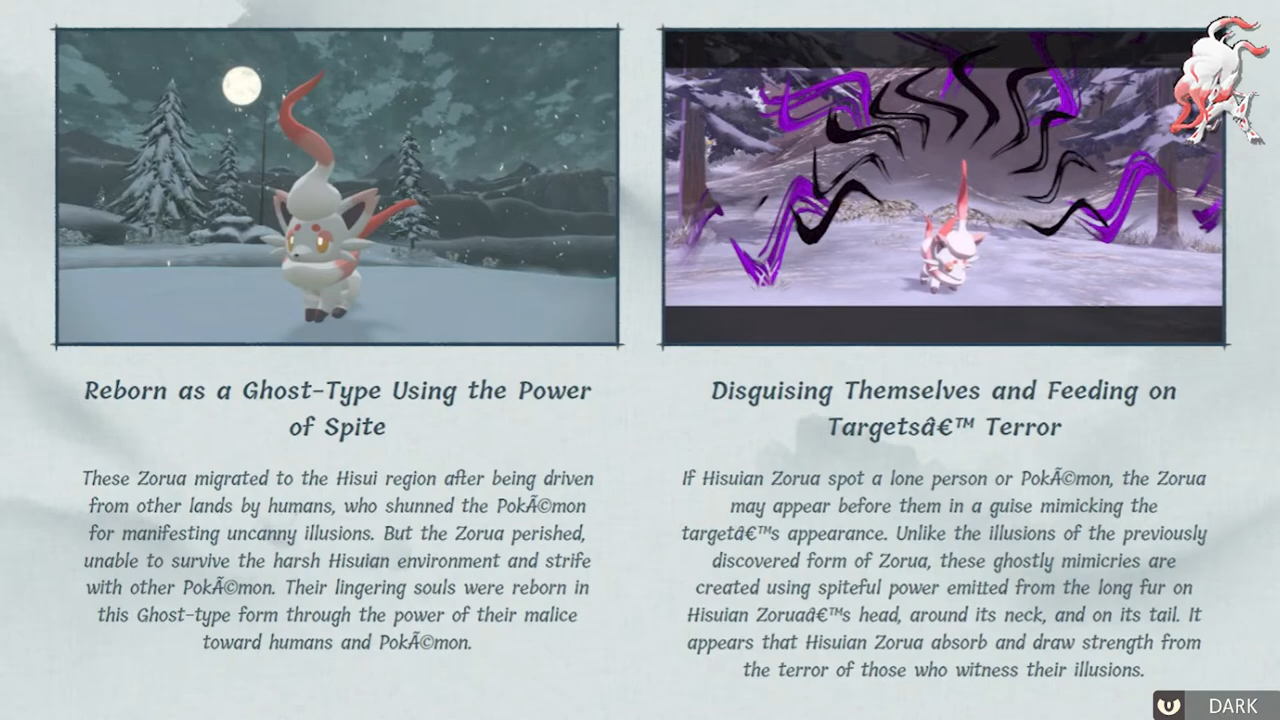 Reborn as a Ghost-Type Using the Power
of Spite
These Zorua migrated to the Hisui region after being driven
from other lands by humans, who shunned the PokÃ©mon
for manifesting uncanny illusions. But the Zorua perished,
unable to survive the harsh Hisuian environment and strife
with other PokÃ©mon. Their lingering souls were reborn in
this Ghost-type form through the power of their malice
toward humans and PokÃ©mon.
Disguising Themselves and Feeding on
Targetsâ€™ Terror
If Hisuian Zorua spot a lone person or PokÃ©mon, the Zorua
may appear before them in a guise mimicking the
targetâ€™s appearance. Unlike the illusions of the previously
discovered form of Zorua, these ghostly mimicries are
created using spiteful power emitted from the long fur on
Hisuian Zoruaâ€™s head, around its neck, and on its tail. It
appears that Hisuian Zorua absorb and draw strength from
the terror of those who witness their illusions.
DARK